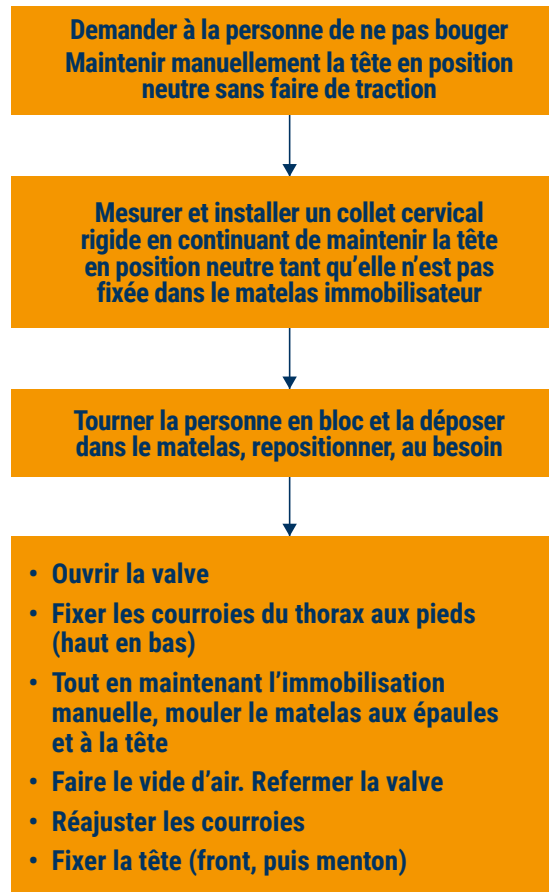 Demander à la personne de ne pas bouger
Maintenir manuellement la tête en position
neutre sans faire de traction
Mesurer et installer un collet cervical
rigide en continuant de maintenir la tête
en position neutre tant qu’elle n’est pas
fixée dans le matelas immobilisateur
Tourner la personne en bloc et la déposer
dans le matelas, repositionner, au besoin
• Ouvrir la valve
• Fixer les courroies du thorax aux pieds
(haut en bas)
• Tout en maintenant l’immobilisation
manuelle, mouler le matelas aux épaules
et à la tête
• Faire le vide d’air. Refermer la valve
• Réajuster les courroies
• Fixer la tête (front, puis menton)